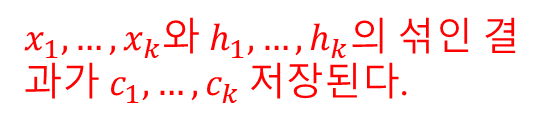 x₁, …, xₖ와 h₁, …, hₖ의 섞인 결
과가 c₁, …, cₖ 저장된다.